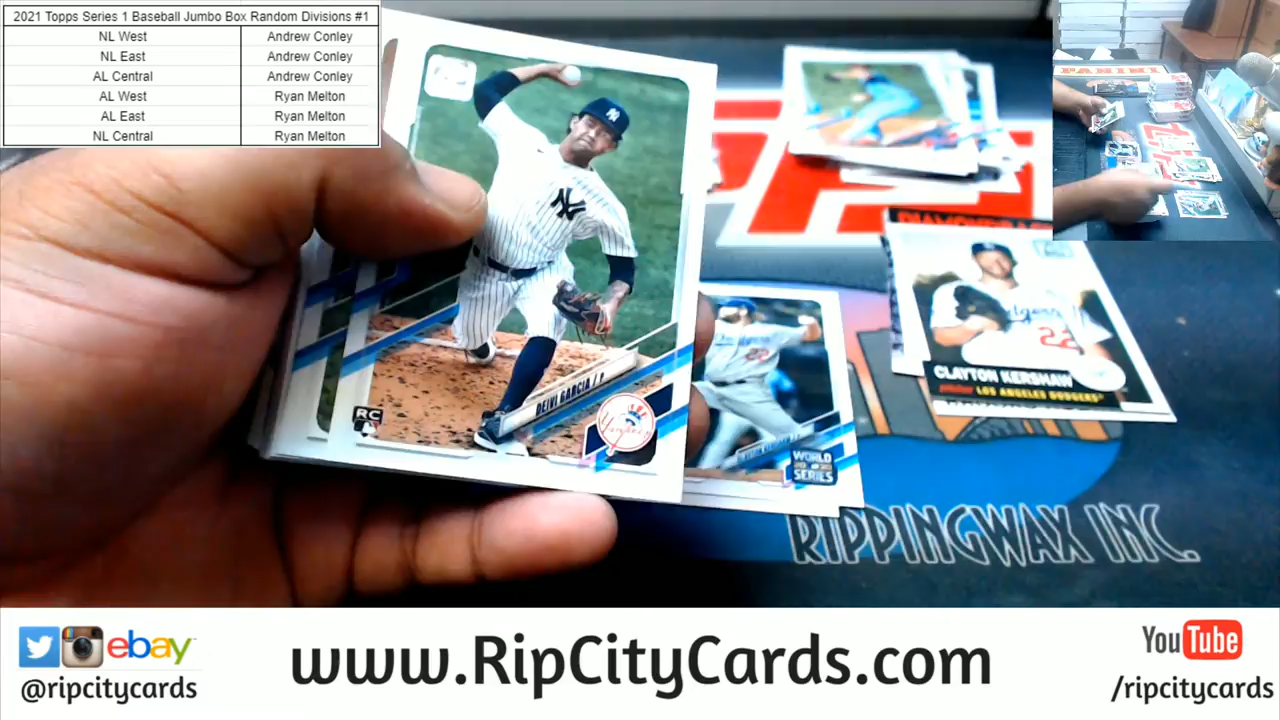 2021 Topps Series 1 Baseball Jumbo Box Random Divisions #1
NL West Andrew Conley
NL East Andrew Conley
AL Central Andrew Conley
AL West Ryan Melton
AL East Ryan Melton
NL Central Ryan Melton
PANINI
NY
DEIVI GARCIA / P
RC
Yankees
WORLD
SERIES
Dodgers
22
CLAYTON KERSHAW
LOS ANGELES DODGERS
RIPPINGWAX INC.
ebay
@ripcitycards
www.RipCityCards.com
YouTube
/ripcitycards